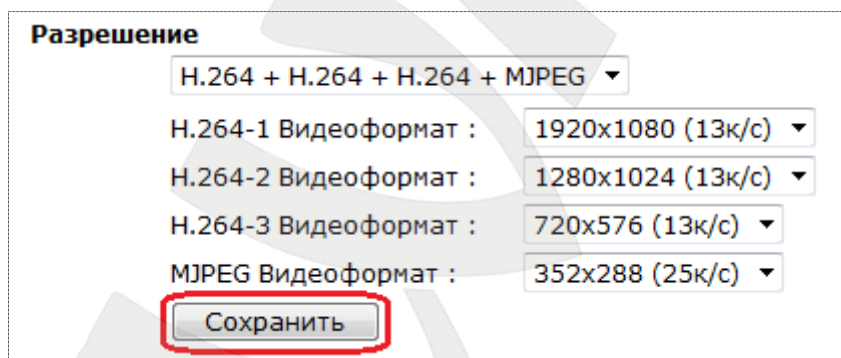 Разрешение
H.264 + H.264 + H.264 + MJPEG
H.264-1 Видеоформат : 1920x1080 (13к/с)
H.264-2 Видеоформат : 1280x1024 (13к/с)
H.264-3 Видеоформат : 720x576 (13к/с)
MJPEG Видеоформат : 352x288 (25к/с)
Сохранить